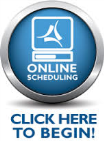 ONLINE
SCHEDULING
CLICK HERE
TO BEGIN!